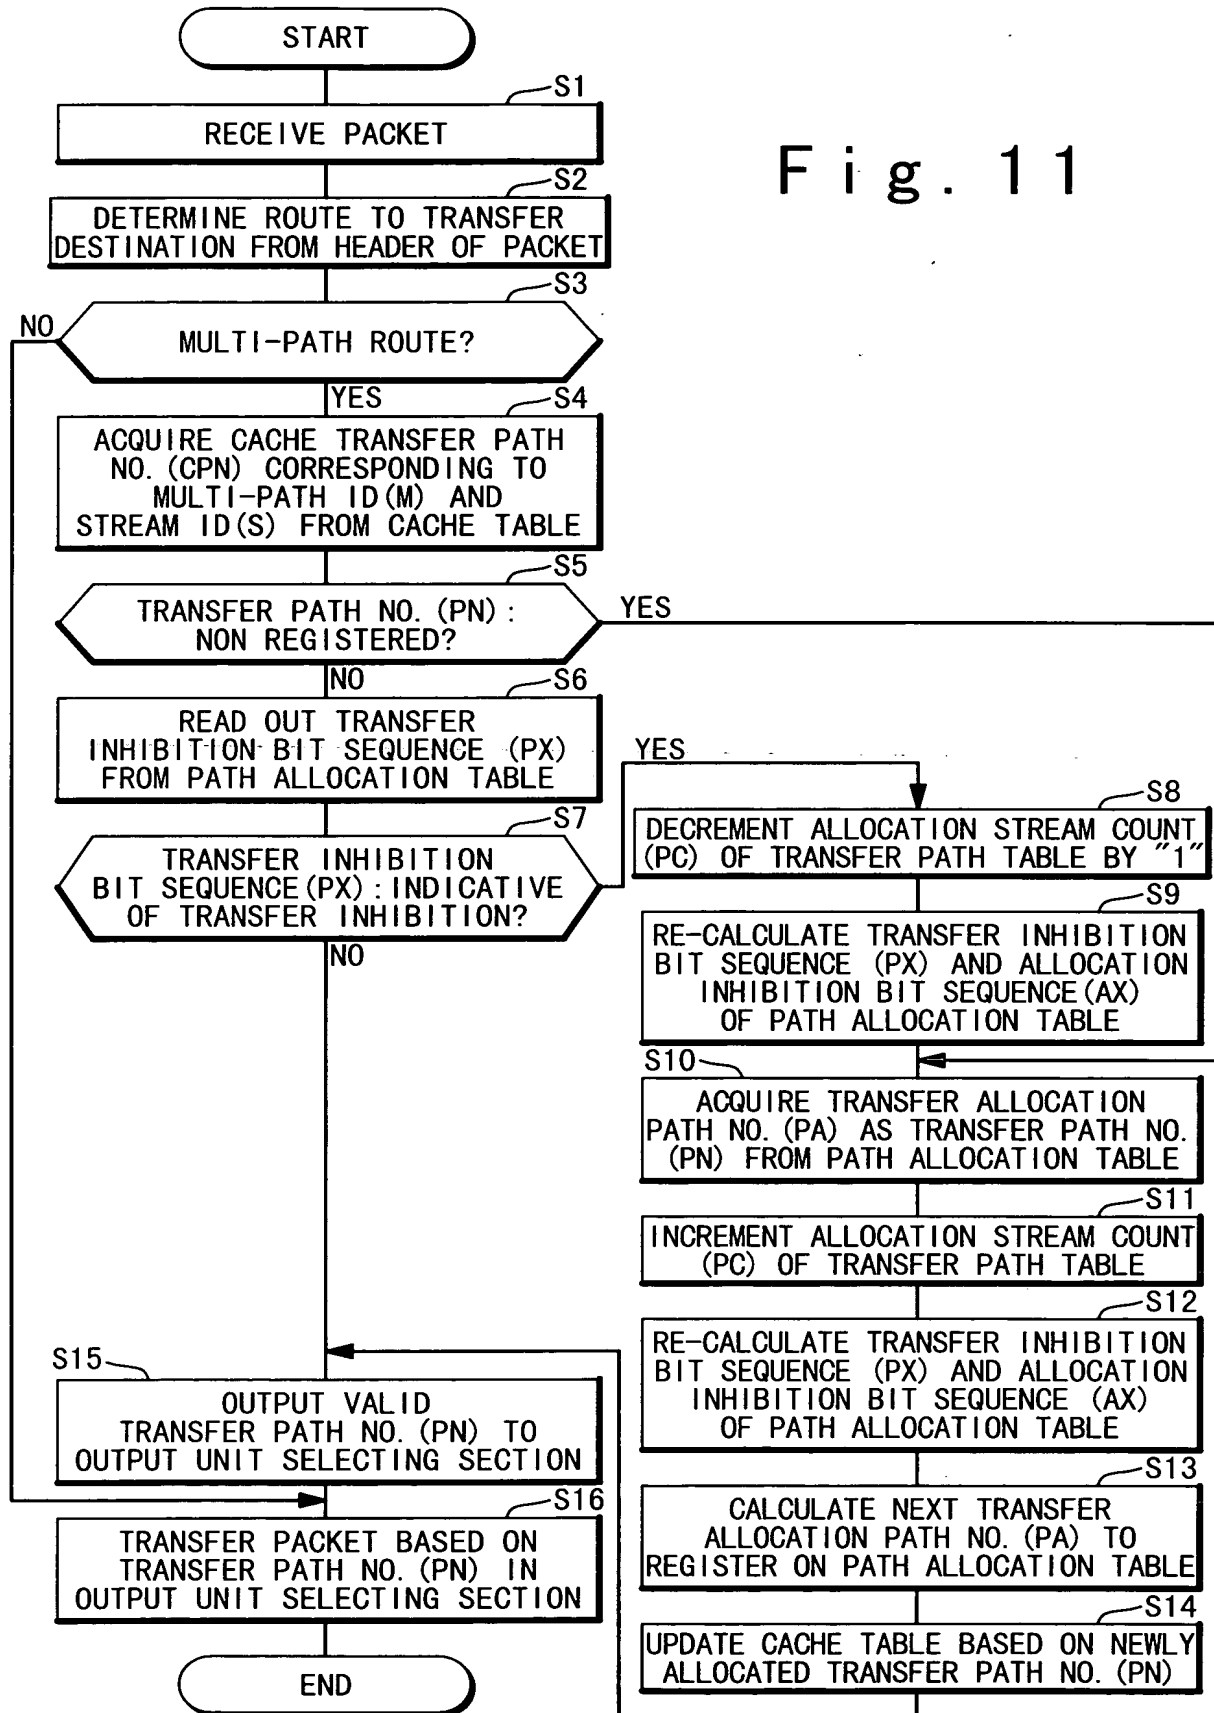 START
S1
RECEIVE PACKET
Fig. 11
S2
DETERMINE ROUTE TO TRANSFER
DESTINATION FROM HEADER OF PACKET
S3
NO
MULTI-PATH ROUTE?
YES
S4
ACQUIRE CACHE TRANSFER PATH
NO. (CPN) CORRESPONDING TO
MULTI-PATH ID(M) AND
STREAM ID(S) FROM CACHE TABLE
S5
TRANSFER PATH NO. (PN):
NON REGISTERED?
YES
NO
S6
READ OUT TRANSFER
INHIBITION BIT SEQUENCE (PX)
FROM PATH ALLOCATION TABLE
S7
TRANSFER INHIBITION
BIT SEQUENCE(PX):INDICATIVE
OF TRANSFER INHIBITION?
YES
NO
S8
DECREMENT ALLOCATION STREAM COUNT
(PC) OF TRANSFER PATH TABLE BY "1"
S9
RE-CALCULATE TRANSFER INHIBITION
BIT SEQUENCE (PX) AND ALLOCATION
INHIBITION BIT SEQUENCE(AX)
OF PATH ALLOCATION TABLE
S10
ACQUIRE TRANSFER ALLOCATION
PATH NO. (PA) AS TRANSFER PATH NO.
(PN) FROM PATH ALLOCATION TABLE
S11
INCREMENT ALLOCATION STREAM COUNT
(PC) OF TRANSFER PATH TABLE
S12
RE-CALCULATE TRANSFER INHIBITION
BIT SEQUENCE (PX) AND ALLOCATION
INHIBITION BIT SEQUENCE (AX)
OF PATH ALLOCATION TABLE
S13
CALCULATE NEXT TRANSFER
ALLOCATION PATH NO. (PA) TO
REGISTER ON PATH ALLOCATION TABLE
S14
UPDATE CACHE TABLE BASED ON NEWLY
ALLOCATED TRANSFER PATH NO. (PN)
S15
OUTPUT VALID
TRANSFER PATH NO. (PN) TO
OUTPUT UNIT SELECTING SECTION
S16
TRANSFER PACKET BASED ON
TRANSFER PATH NO. (PN) IN
OUTPUT UNIT SELECTING SECTION
END